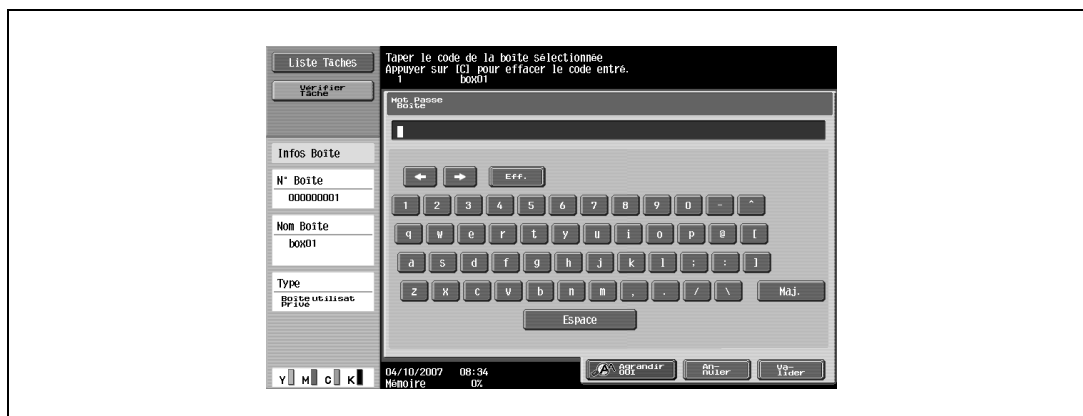 Liste Tâches
Vérifier
Tâche
Taper le code de la boîte sélectionnée
Appuyer sur [C] pour effacer le code entré.
1 box01
Mot Passe
Boîte
Infos Boîte
N° Boîte
000000001
Nom Boîte
box01
Type
Boîte utilisat
Privé
← → Eff.
1 2 3 4 5 6 7 8 9 0 - ^
q w e r t y u i o p @ [
a s d f g h j k l ; : ]
z x c v b n m , . / \ Maj.
Espace
Y M C K
04/10/2007 08:34
Mémoire 0%
Agrandir
OUI
An-
nuler
Va-
lider